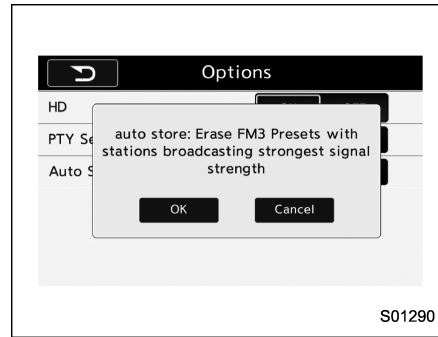 Options
HD
PTY Se
Auto S
auto store: Erase FM3 Presets with
stations broadcasting strongest signal
strength
OK
Cancel
S01290